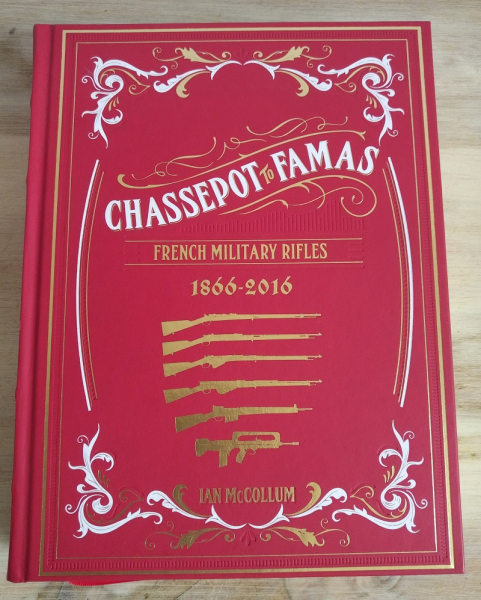 CHASSEPOT TO FAMAS
FRENCH MILITARY RIFLES
1866-2016
IAN McCOLLUM